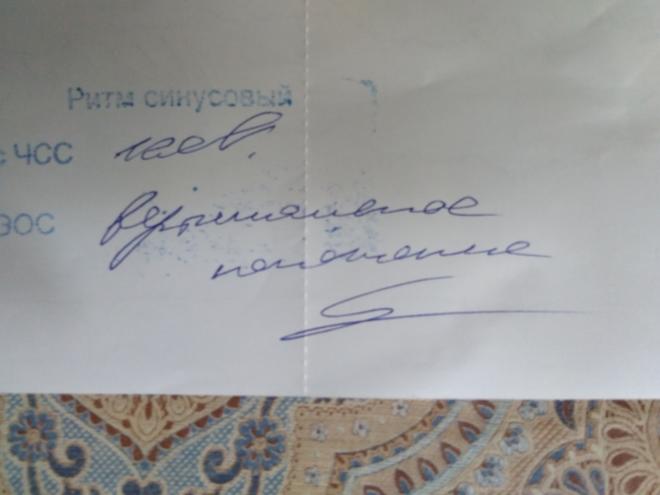 Ритм синусовый
с ЧСС
ЭОС вертикальное
положение